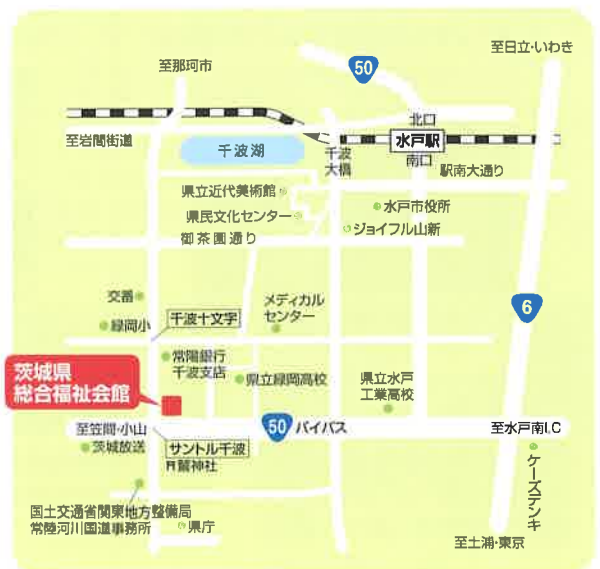 至日立・いわき
50
至那珂市
北口
至岩間街道
千波湖
千波
大橋
水戸駅
南口
駅南大通り
県立近代美術館
水戸市役所
県民文化センター
ジョイフル山新
御茶園通り
交番
メディカル
センター
6
千波十文字
緑岡小
常陽銀行
千波支店
茨城県
総合福祉会館
県立緑岡高校
県立水戸
工業高校
至笠間・小山
50 バイパス
至水戸南I.C
茨城放送
サントル千波
鷲神社
ケーズデンキ
国土交通省関東地方整備局
常陸河川国道事務所
県庁
至土浦・東京